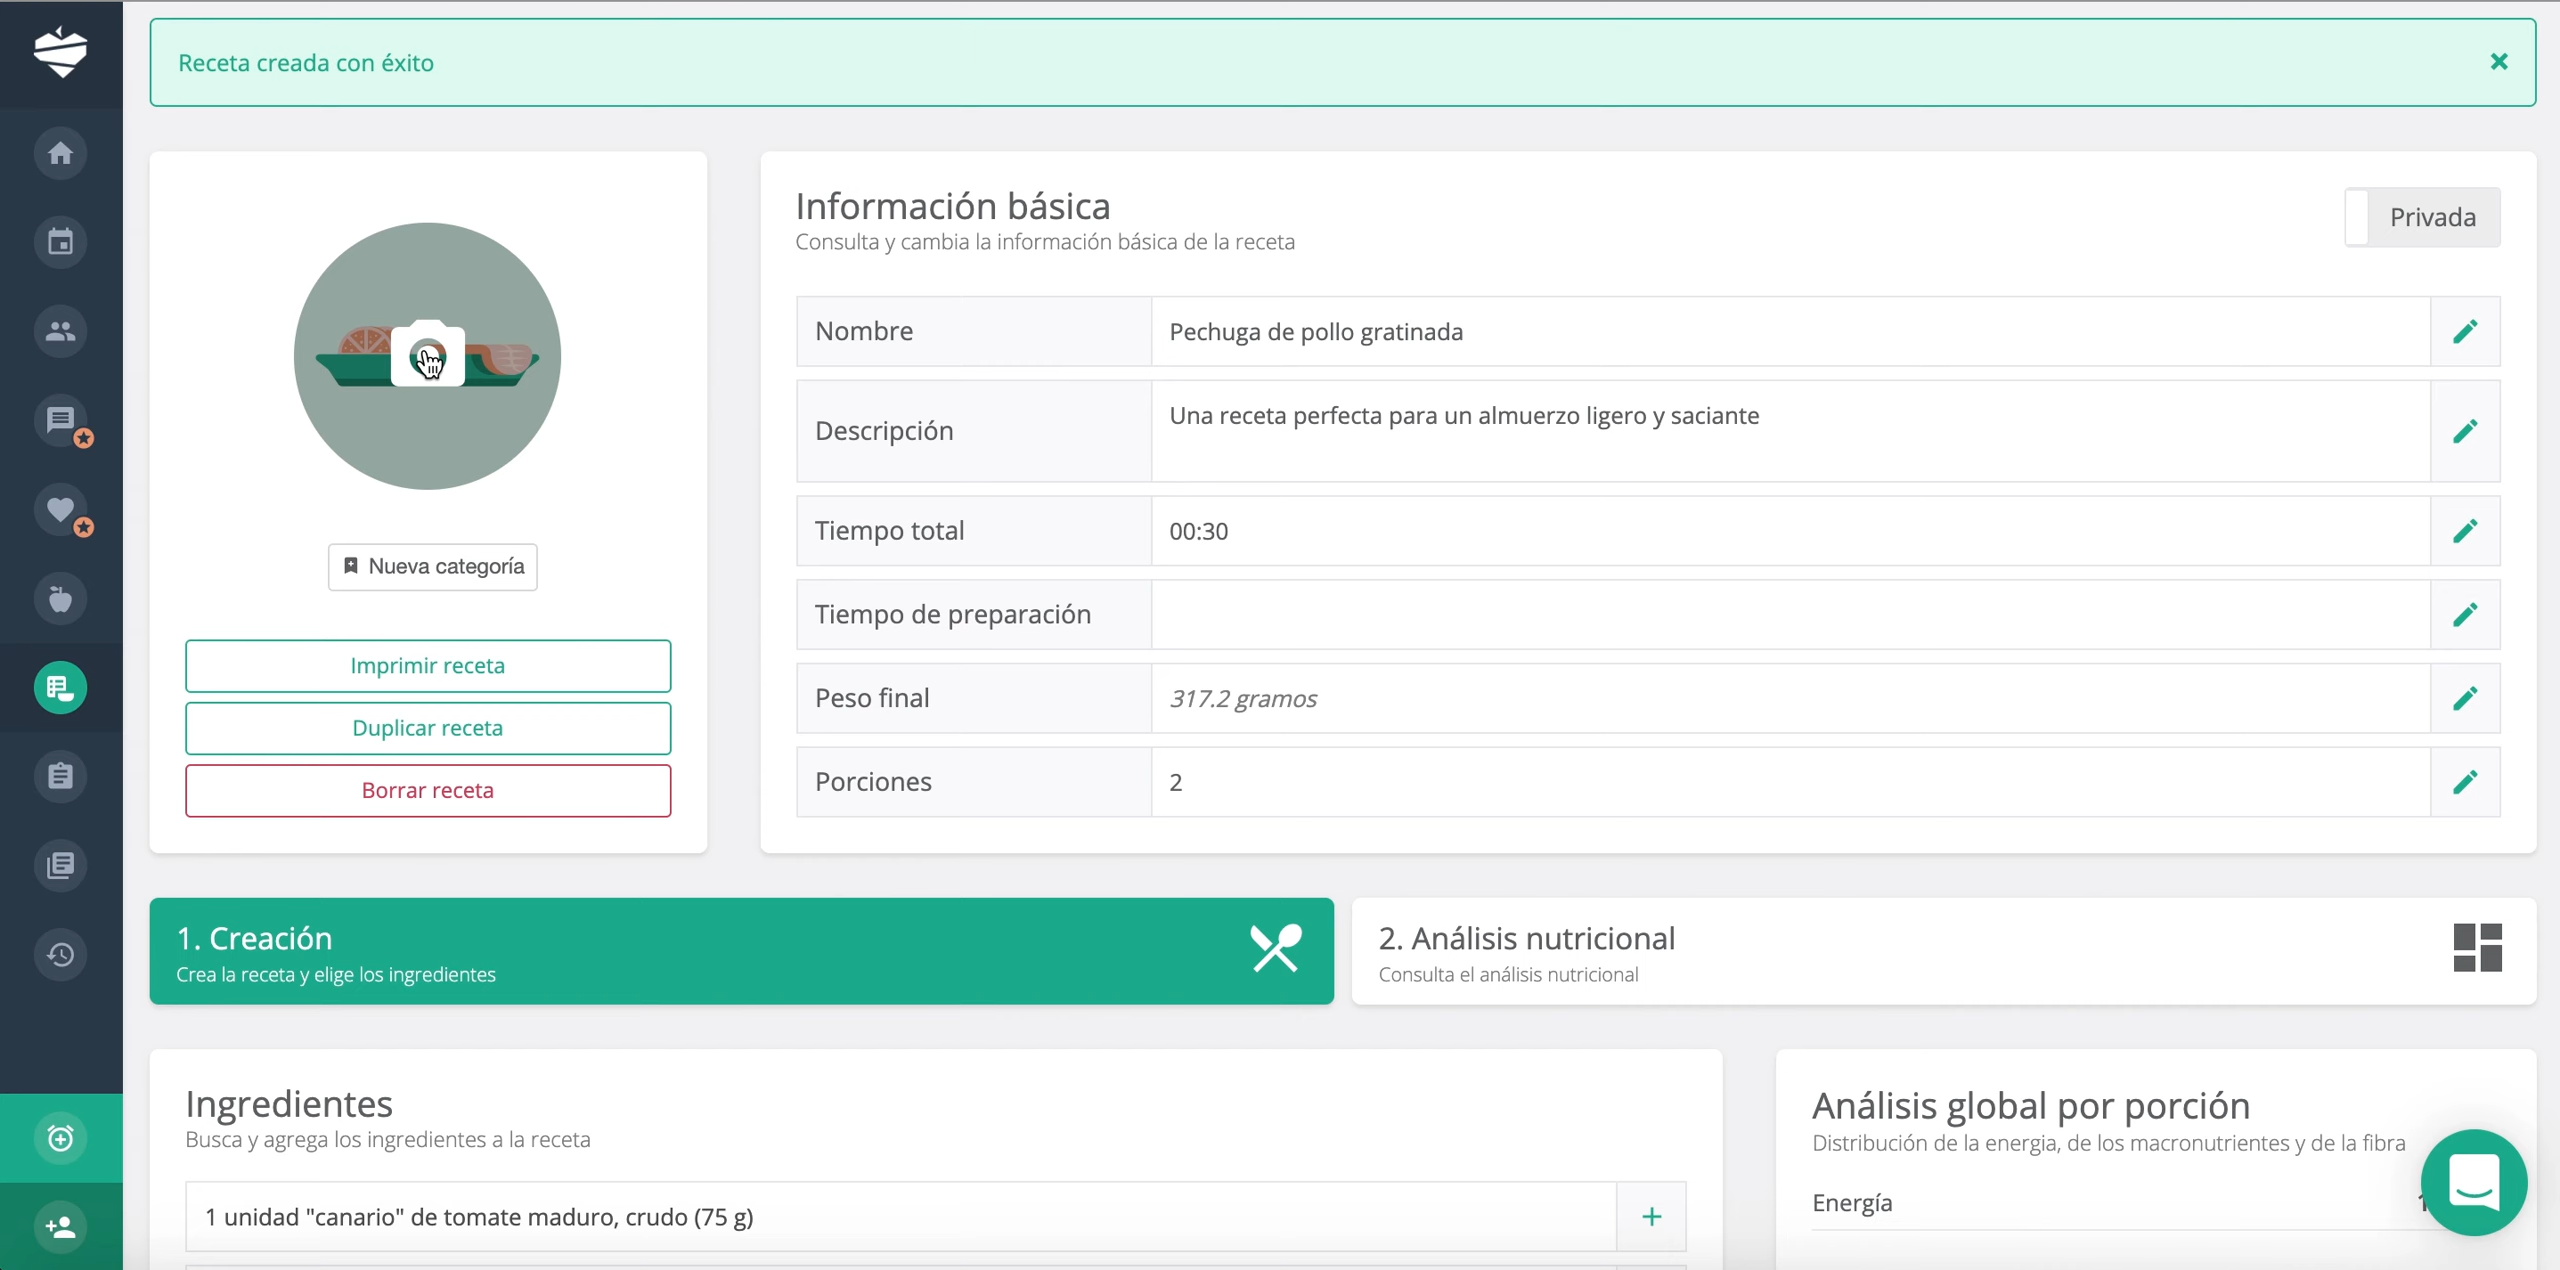 Receta creada con éxito
Información básica
Consulta y cambia la información básica de la receta
Privada
Nombre
Pechuga de pollo gratinada
Descripción
Una receta perfecta para un almuerzo ligero y saciante
Tiempo total
00:30
Tiempo de preparación
Peso final
317.2 gramos
Porciones
2
Nueva categoría
Imprimir receta
Duplicar receta
Borrar receta
1. Creación
Crea la receta y elige los ingredientes
2. Análisis nutricional
Consulta el análisis nutricional
Ingredientes
Busca y agrega los ingredientes a la receta
1 unidad "canario" de tomate maduro, crudo (75 g)
Análisis global por porción
Distribución de la energia, de los macronutrientes y de la fibra
Energía